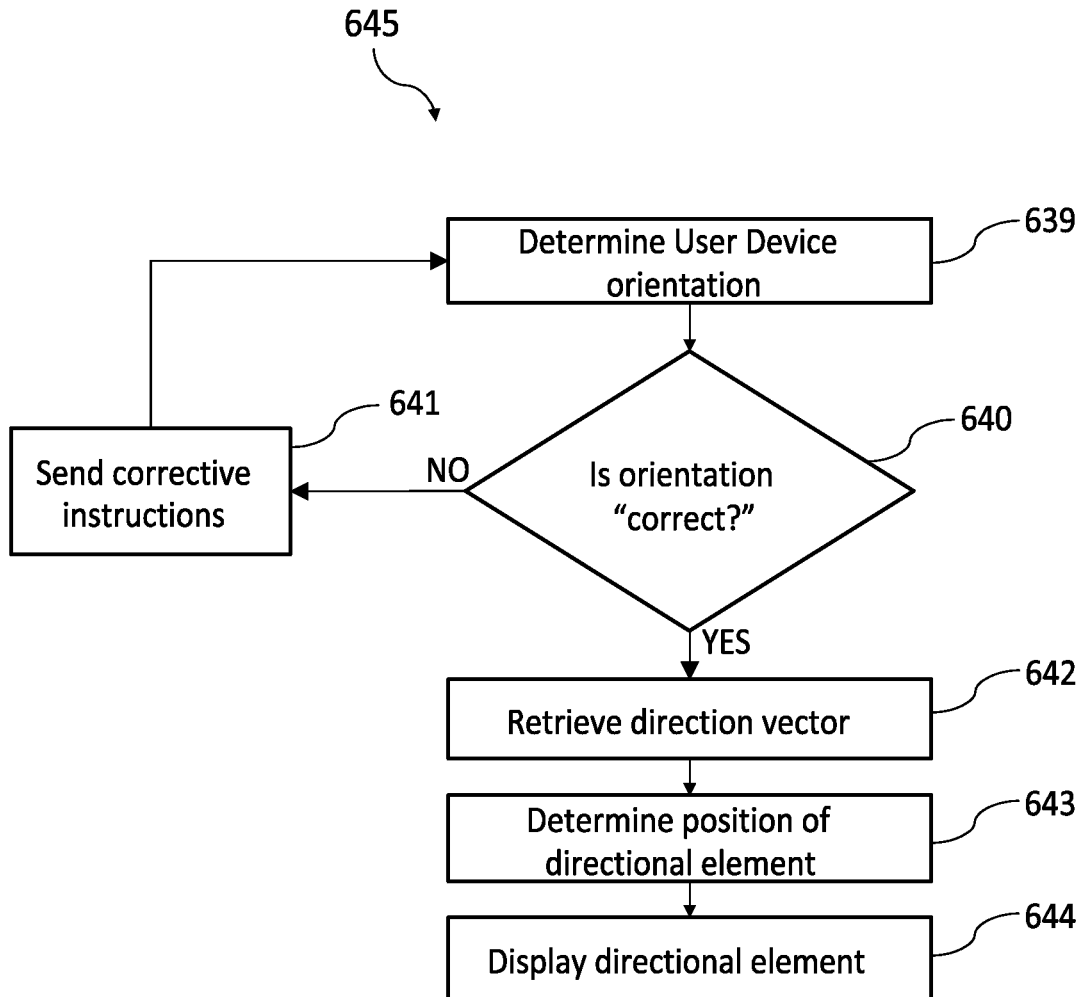 645
Determine User Device
orientation
639
641
640
Send corrective
instructions
NO
Is orientation
“correct?”
YES
642
Retrieve direction vector
643
Determine position of
directional element
644
Display directional element